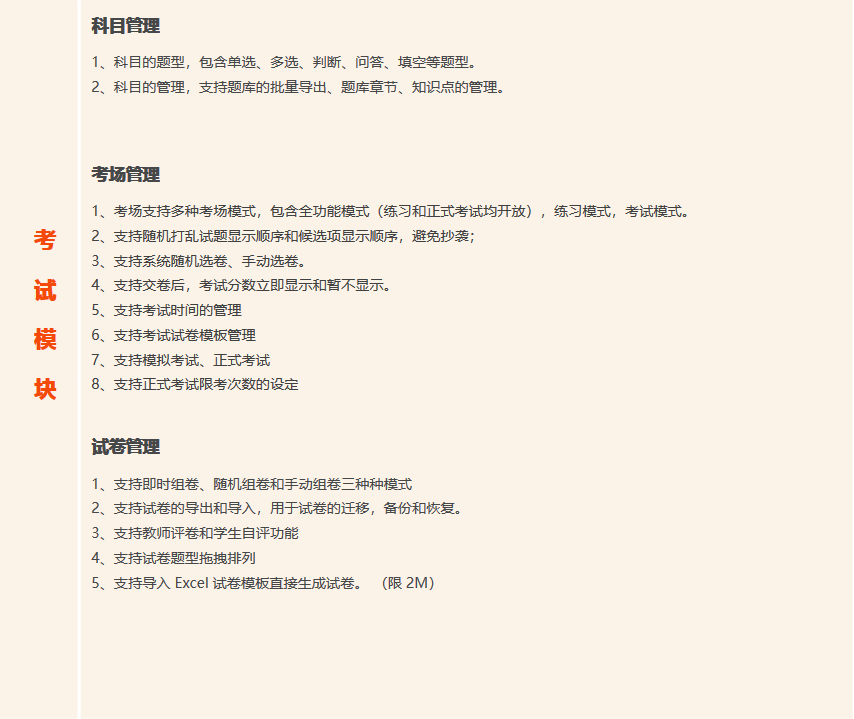 科目管理
1、科目的题型，包含单选、多选、判断、问答、填空等题型。
2、科目的管理，支持题库的批量导出、题库章节、知识点的管理。
考场管理
1、考场支持多种考场模式，包含全功能模式（练习和正式考试均开放），练习模式，考试模式。
2、支持随机打乱试题显示顺序和候选项显示顺序，避免抄袭；
3、支持系统随机选卷、手动选卷。
4、支持交卷后，考试分数立即显示和暂不显示。
5、支持考试时间的管理
6、支持考试试卷模板管理
7、支持模拟考试、正式考试
8、支持正式考试限考次数的设定
考
试
模
块
试卷管理
1、支持即时组卷、随机组卷和手动组卷三种种模式
2、支持试卷的导出和导入，用于试卷的迁移，备份和恢复。
3、支持教师评卷和学生自评功能
4、支持试卷题型拖拽排列
5、支持导入 Excel 试卷模板直接生成试卷。 （限 2M）